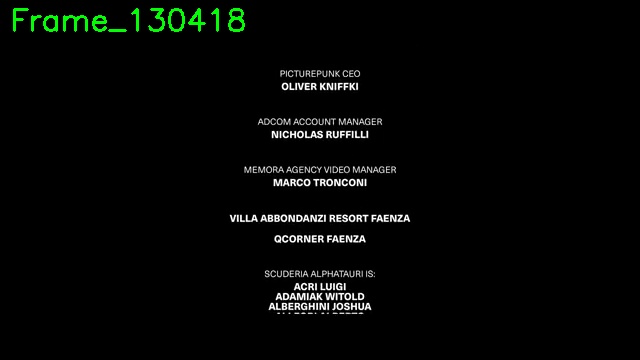 Frame_130418
PICTUREPUNK CEO
OLIVER KNIFFKI
ADCOM ACCOUNT MANAGER
NICHOLAS RUFFILLI
MEMORA AGENCY VIDEO MANAGER
MARCO TRONCONI
VILLA ABBONDANZI RESORT FAENZA
QCORNER FAENZA
SCUDERIA ALPHATAURI IS:
ACRI LUIGI
ADAMIAK WITOLD
ALBERGHINI JOSHUA